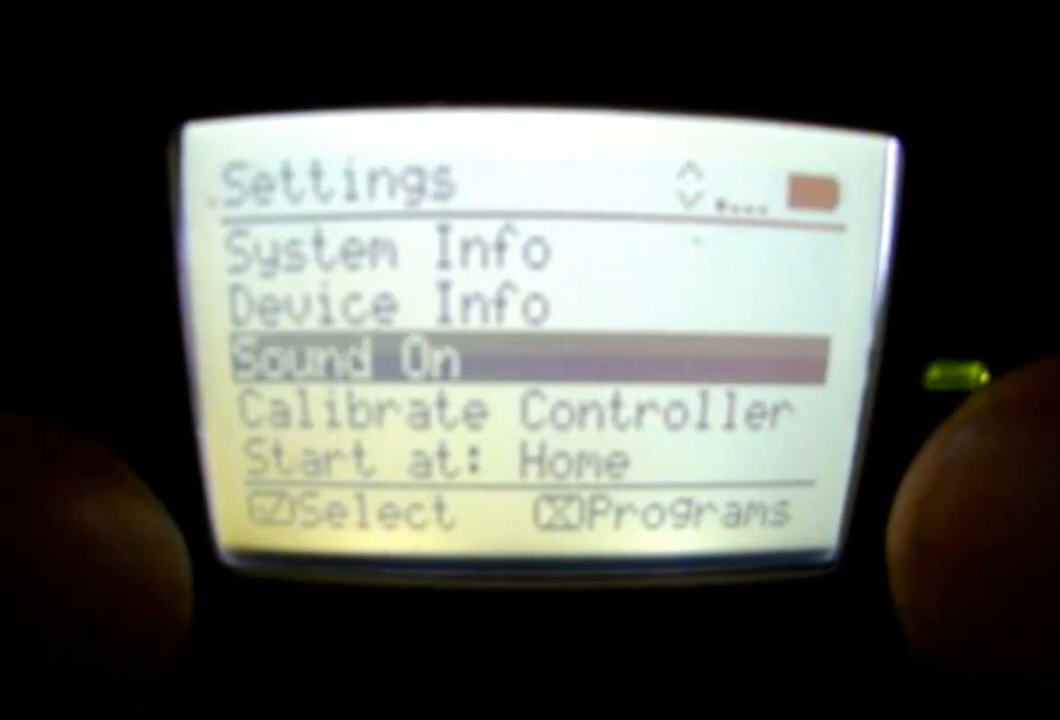 Settings
System Info
Device Info
Sound On
Calibrate Controller
Start at: Home
Select Programs